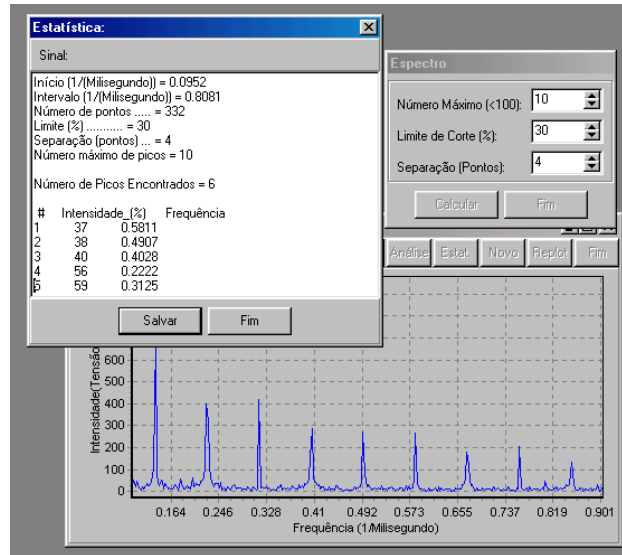 Estatística:
Sinal:
Início (1/(Milisegundo)) = 0.0952
Intervalo (1/(Milisegundo)) = 0.8081
Número de pontos ..... = 332
Limite (%) ........... = 30
Separação (pontos) ... = 4
Número máximo de picos = 10
Número de Picos Encontrados = 6
# Intensidade_(%) Frequência
1 37 0.5811
2 38 0.4907
3 40 0.4028
4 56 0.2222
5 59 0.3125
Salvar Fim
Espectro
Número Máximo (<100): 10
Limite de Corte (%): 30
Separação (Pontos): 4
Calcular Fim
Análise Estat. Novo Replot Fim
Intensidade(Tensão
600
500
400
300
200
100
0
0.164 0.246 0.328 0.41 0.492 0.573 0.655 0.737 0.819 0.901
Frequência (1/Milisegundo)